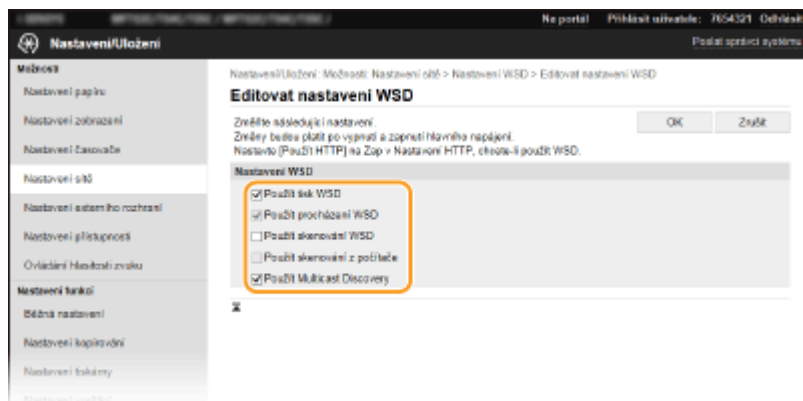 Na portál Přihlásit uživatele: 7654321 Odhlásit
Nastavení/Uložení
Poslat správci systému
Možnosti
Nastavení papíru
Nastavení zobrazení
Nastavení časovače
Nastavení sítě
Nastavení externího rozhraní
Nastavení přístupnosti
Ovládání hlasitosti zvuku
Nastavení funkcí
Běžná nastavení
Nastavení kopírování
Nastavení tiskárny
Nastavení/Uložení: Možnosti: Nastavení sítě > Nastavení WSD > Editovat nastavení WSD
Editovat nastavení WSD
Změňte následující nastavení.
Změny budou platit po vypnutí a zapnutí hlavního napájení.
Nastavte [Použít HTTP] na Zap v Nastavení HTTP, chcete-li použít WSD.
OK Zrušit
Nastavení WSD
Použít tisk WSD
Použít procházení WSD
Použít skenování WSD
Použít skenování z počítače
Použít Multicast Discovery